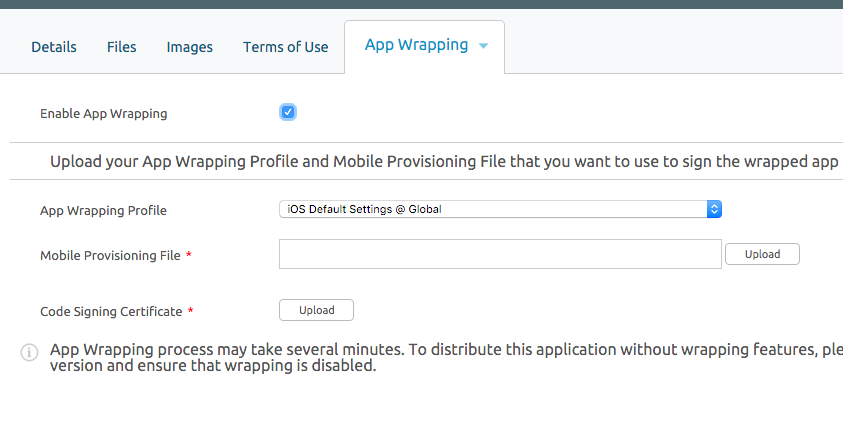 Details Files Images Terms of Use App Wrapping
Enable App Wrapping
Upload your App Wrapping Profile and Mobile Provisioning File that you want to use to sign the wrapped app
App Wrapping Profile iOS Default Settings @ Global
Mobile Provisioning File * Upload
Code Signing Certificate * Upload
App Wrapping process may take several minutes. To distribute this application without wrapping features, ple
version and ensure that wrapping is disabled.